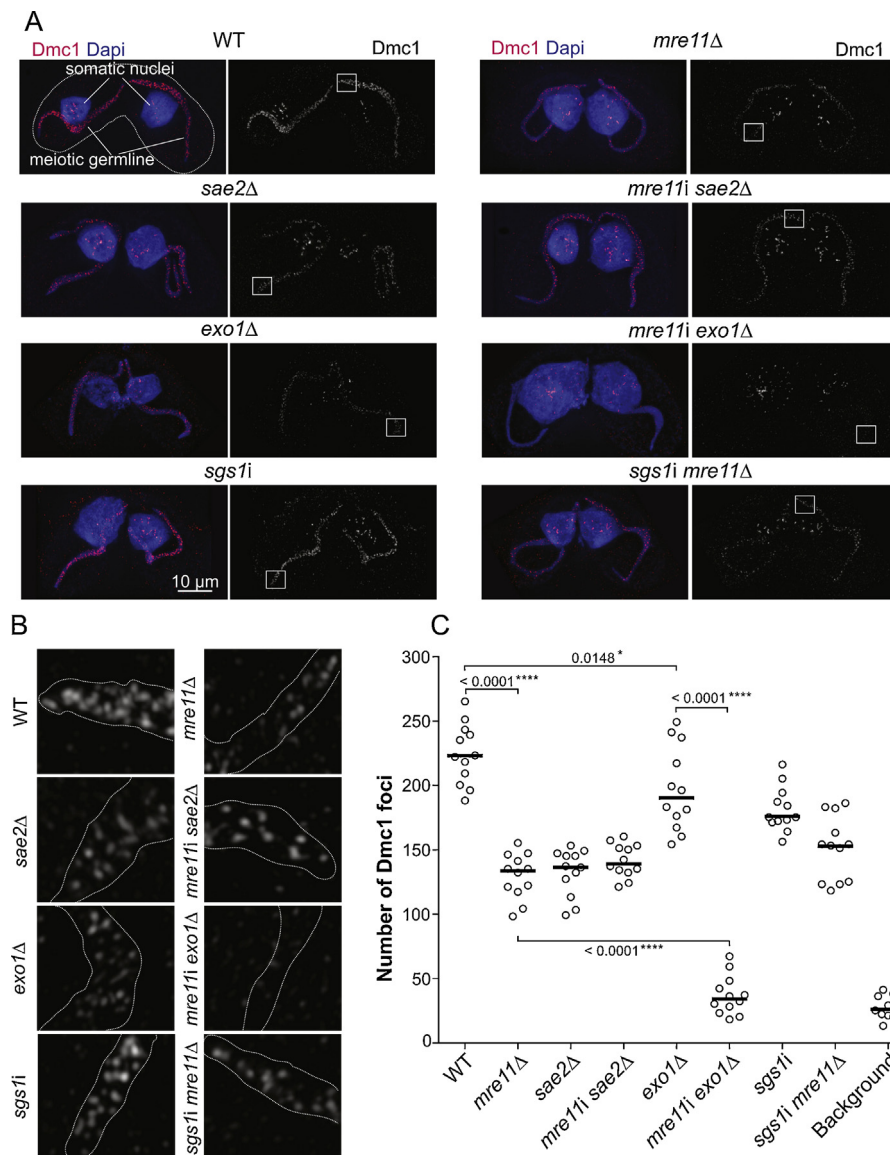 A
WT
mre11Δ
Dmc1 Dapi
Dmc1
Dmc1 Dapi
Dmc1
somatic nuclei
meiotic germline
sae2Δ
mre11i sae2Δ
exo1Δ
mre11i exo1Δ
sgs1i
sgs1i mre11Δ
10 µm
B
WT
mre11Δ
sae2Δ
mre11i sae2Δ
exo1Δ
mre11i exo1Δ
sgs1i
sgs1i mre11Δ
C
Number of Dmc1 foci
300
250
200
150
100
50
0
0.0148 *
< 0.0001 ****
< 0.0001 ****
< 0.0001 ****
WT
mre11Δ
sae2Δ
mre11i sae2Δ
exo1Δ
mre11i exo1Δ
sgs1i
sgs1i mre11Δ
Background